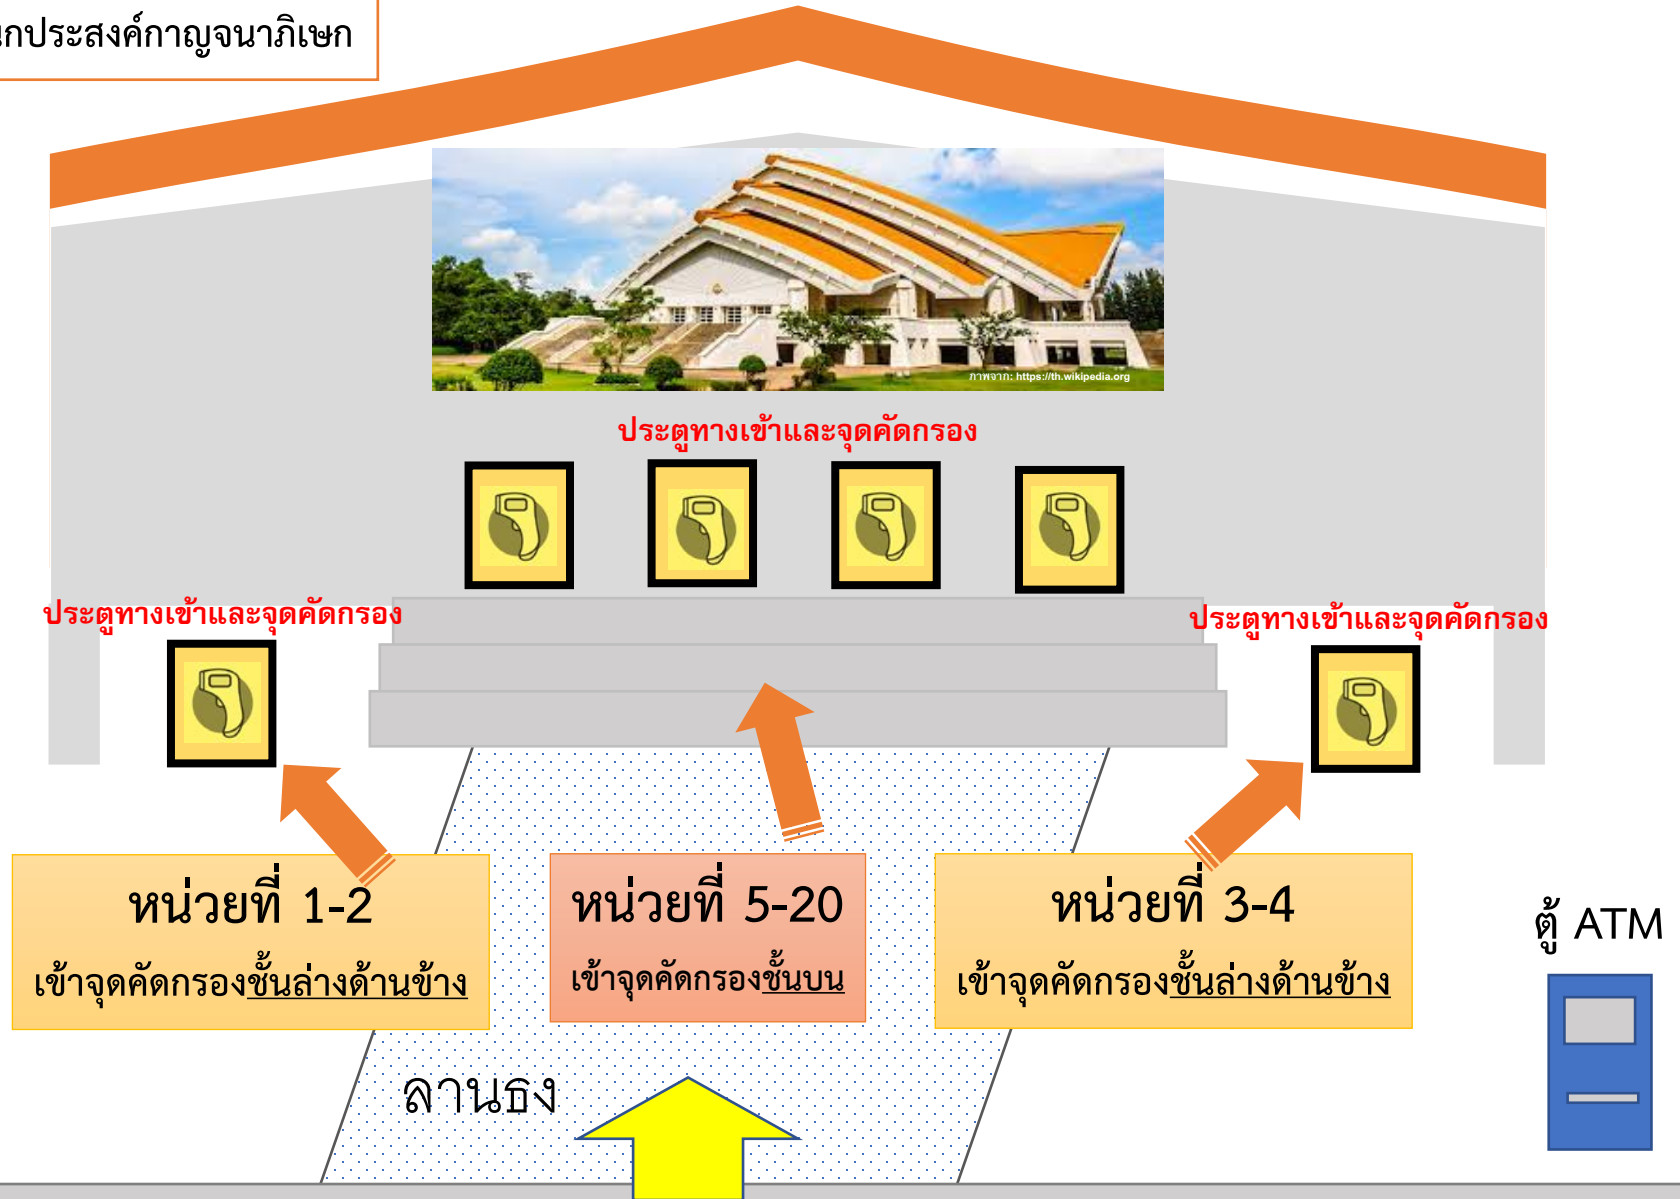 กประสงค์กาญจนาภิเษก
ภาพจาก: https://th.wikipedia.org
ประตูทางเข้าและจุดคัดกรอง
ประตูทางเข้าและจุดคัดกรอง
ประตูทางเข้าและจุดคัดกรอง
หน่วยที่ 1-2
เข้าจุดคัดกรองชั้นล่างด้านข้าง
หน่วยที่ 5-20
เข้าจุดคัดกรองชั้นบน
หน่วยที่ 3-4
เข้าจุดคัดกรองชั้นล่างด้านข้าง
ตู้ ATM
ลานธง